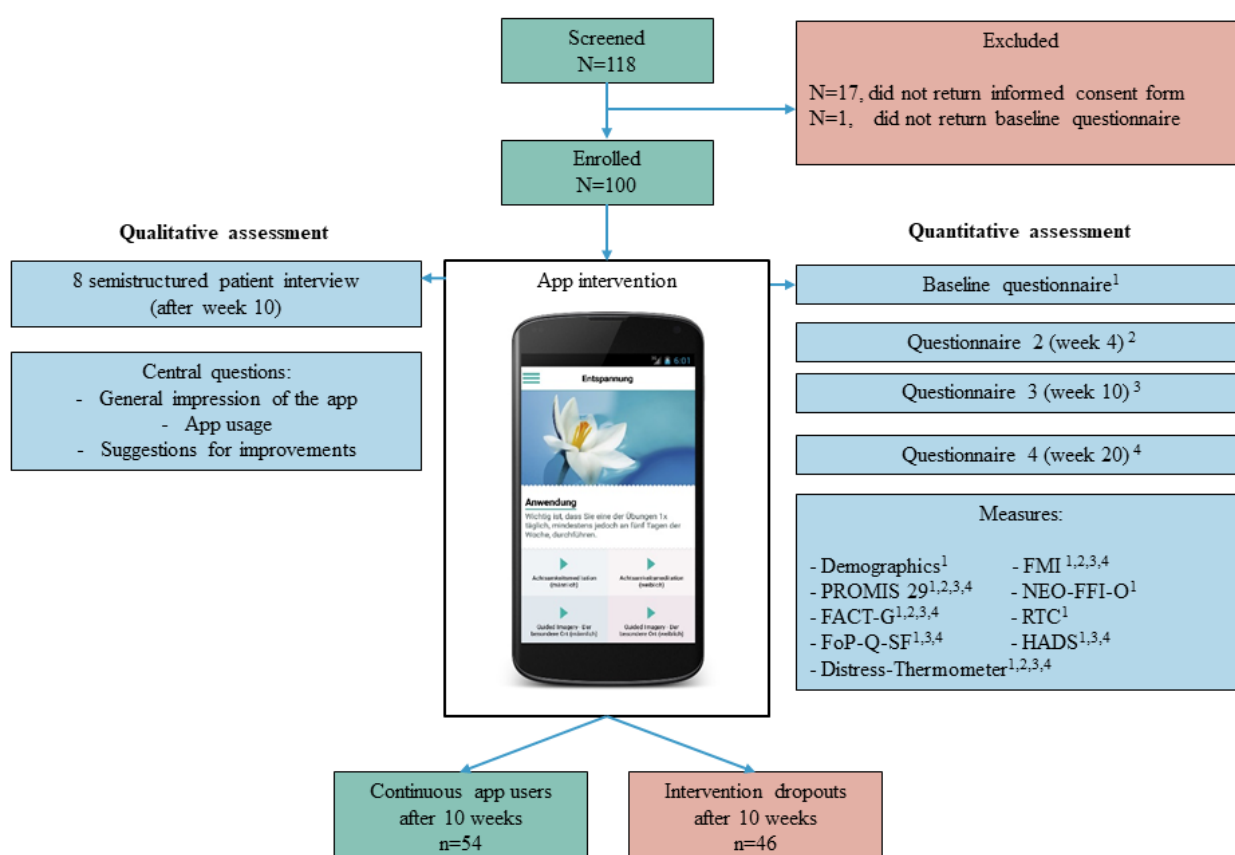 Screened
N=118
Excluded
N=17, did not return informed consent form
N=1, did not return baseline questionnaire
Enrolled
N=100
Qualitative assessment
8 semistructured patient interview
(after week 10)
Central questions:
- General impression of the app
- App usage
- Suggestions for improvements
App intervention
6:01
Entspannung
Anwendung
Wichtig ist, dass Sie eine der Übungen 1x
täglich, mindestens jedoch an fünf Tagen der
Woche, durchführen.
Achtsamkeitsmeditation
(männlich)
Achtsamkeitsmeditation
(weiblich)
Guided Imagery - Der
besondere Ort (männlich)
Guided Imagery - Der
besondere Ort (weiblich)
Quantitative assessment
Baseline questionnaire¹
Questionnaire 2 (week 4) ²
Questionnaire 3 (week 10) ³
Questionnaire 4 (week 20) ⁴
Measures:
- Demographics¹
- PROMIS 29¹,²,³,⁴
- FACT-G¹,²,³,⁴
- FoP-Q-SF¹,³,⁴
- Distress-Thermometer¹,²,³,⁴
- FMI ¹,²,³,⁴
- NEO-FFI-O¹
- RTC¹
- HADS¹,³,⁴
Continuous app users
after 10 weeks
n=54
Intervention dropouts
after 10 weeks
n=46